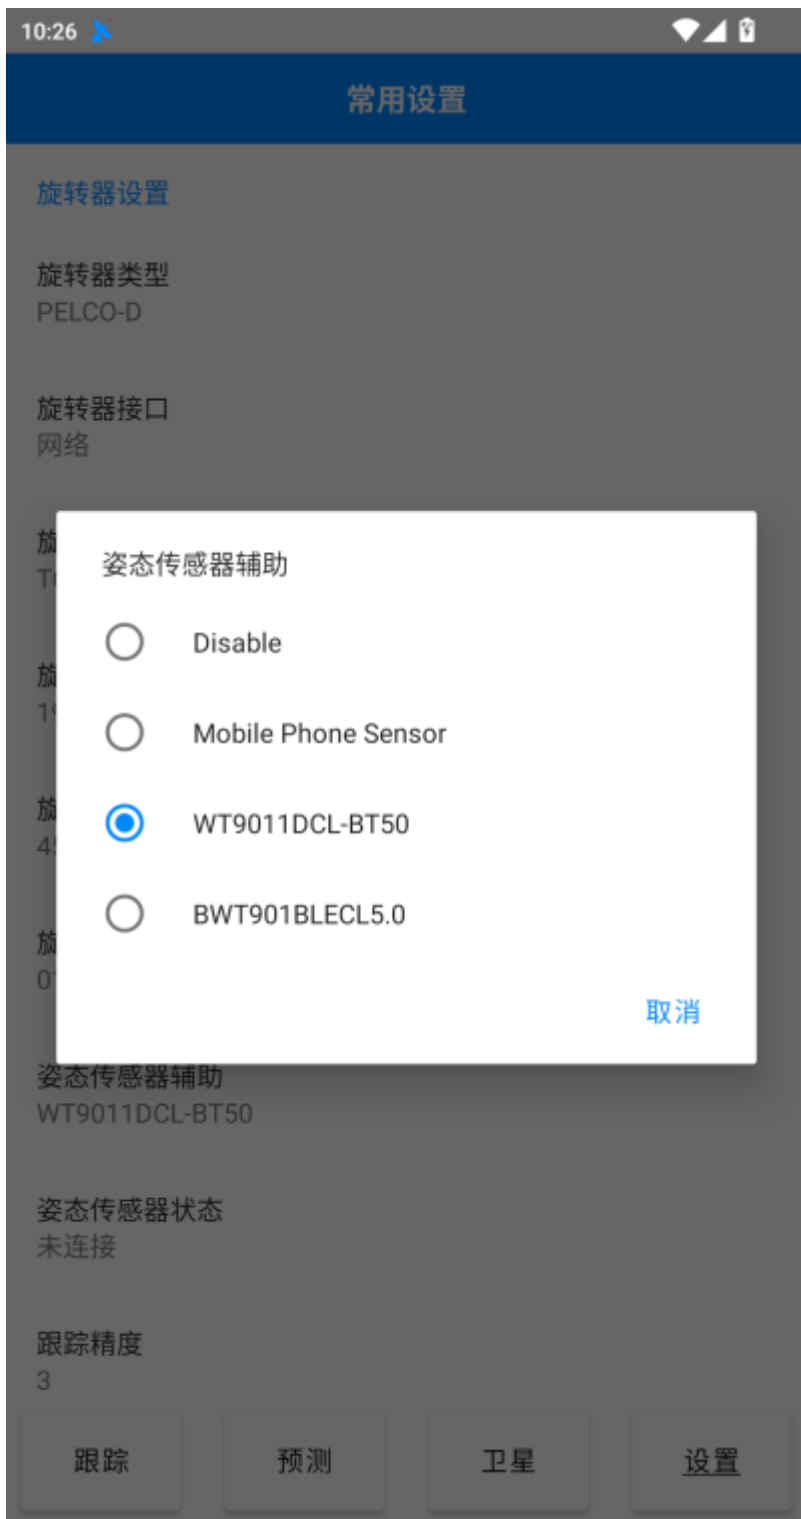 10:26
常用设置
旋转器设置
旋转器类型
PELCO-D
旋转器接口
网络
姿态传感器辅助
Disable
Mobile Phone Sensor
WT9011DCL-BT50
BWT901BLECL5.0
取消
姿态传感器辅助
WT9011DCL-BT50
姿态传感器状态
未连接
跟踪精度
3
跟踪
预测
卫星
设置